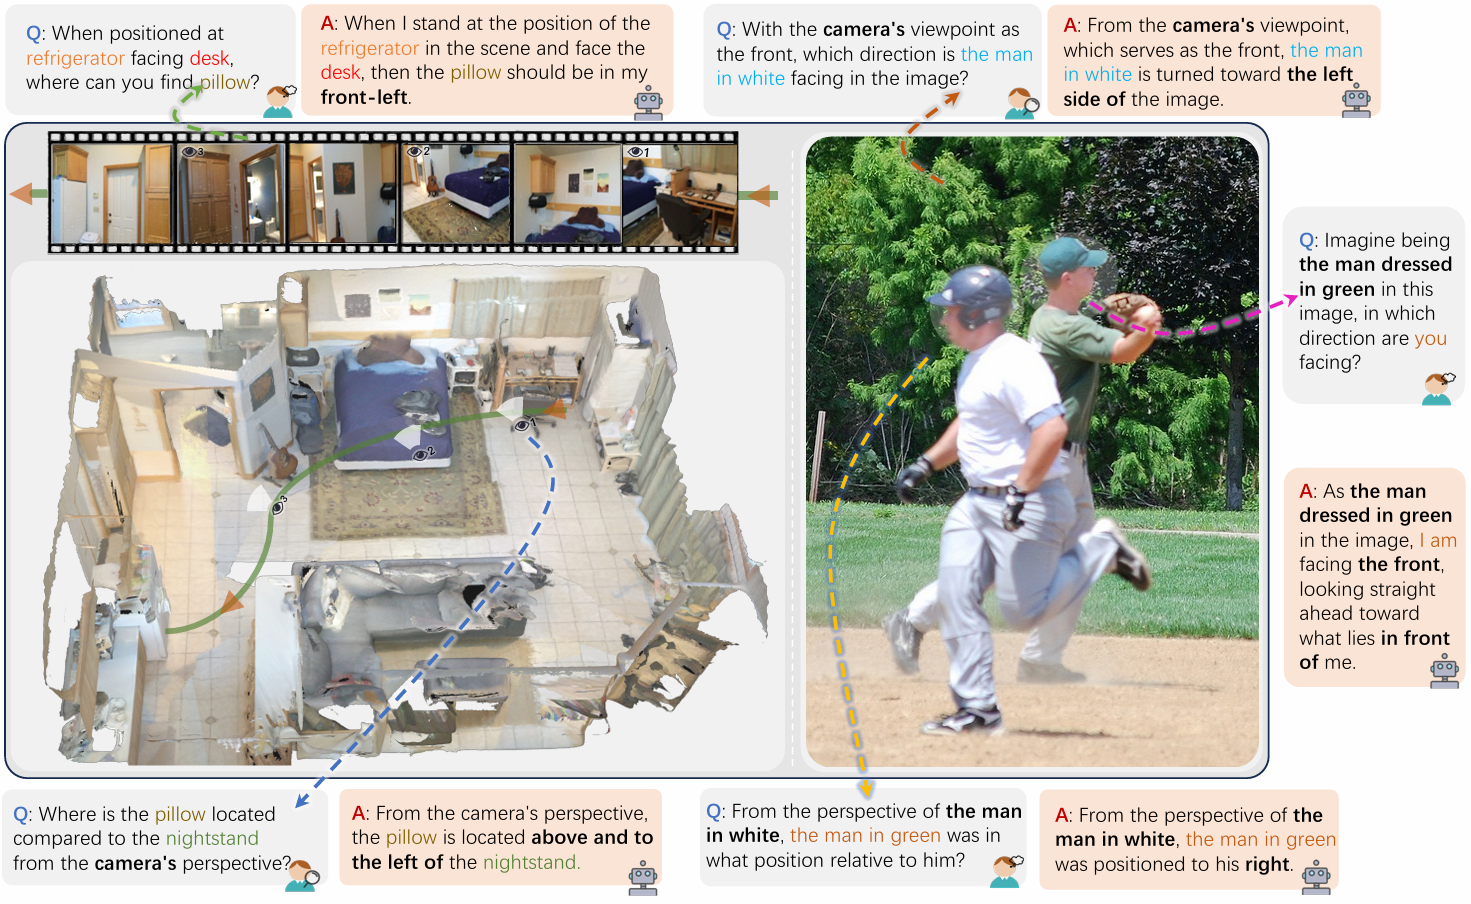 Q: When positioned at
refrigerator facing desk,
where can you find pillow?
A: When I stand at the position of the
refrigerator in the scene and face the
desk, then the pillow should be in my
front-left.
Q: With the camera's viewpoint as
the front, which direction is the man
in white facing in the image?
A: From the camera's viewpoint,
which serves as the front, the man
in white is turned toward the left
side of the image.
3
2
1
1
2
3
Q: Imagine being
the man dressed
in green in this
image, in which
direction are you
facing?
A: As the man
dressed in green
in the image, I am
facing the front,
looking straight
ahead toward
what lies in front
of me.
Q: Where is the pillow located
compared to the nightstand
from the camera's perspective?
A: From the camera's perspective,
the pillow is located above and to
the left of the nightstand.
Q: From the perspective of the man
in white, the man in green was in
what position relative to him?
A: From the perspective of the
man in white, the man in green
was positioned to his right.